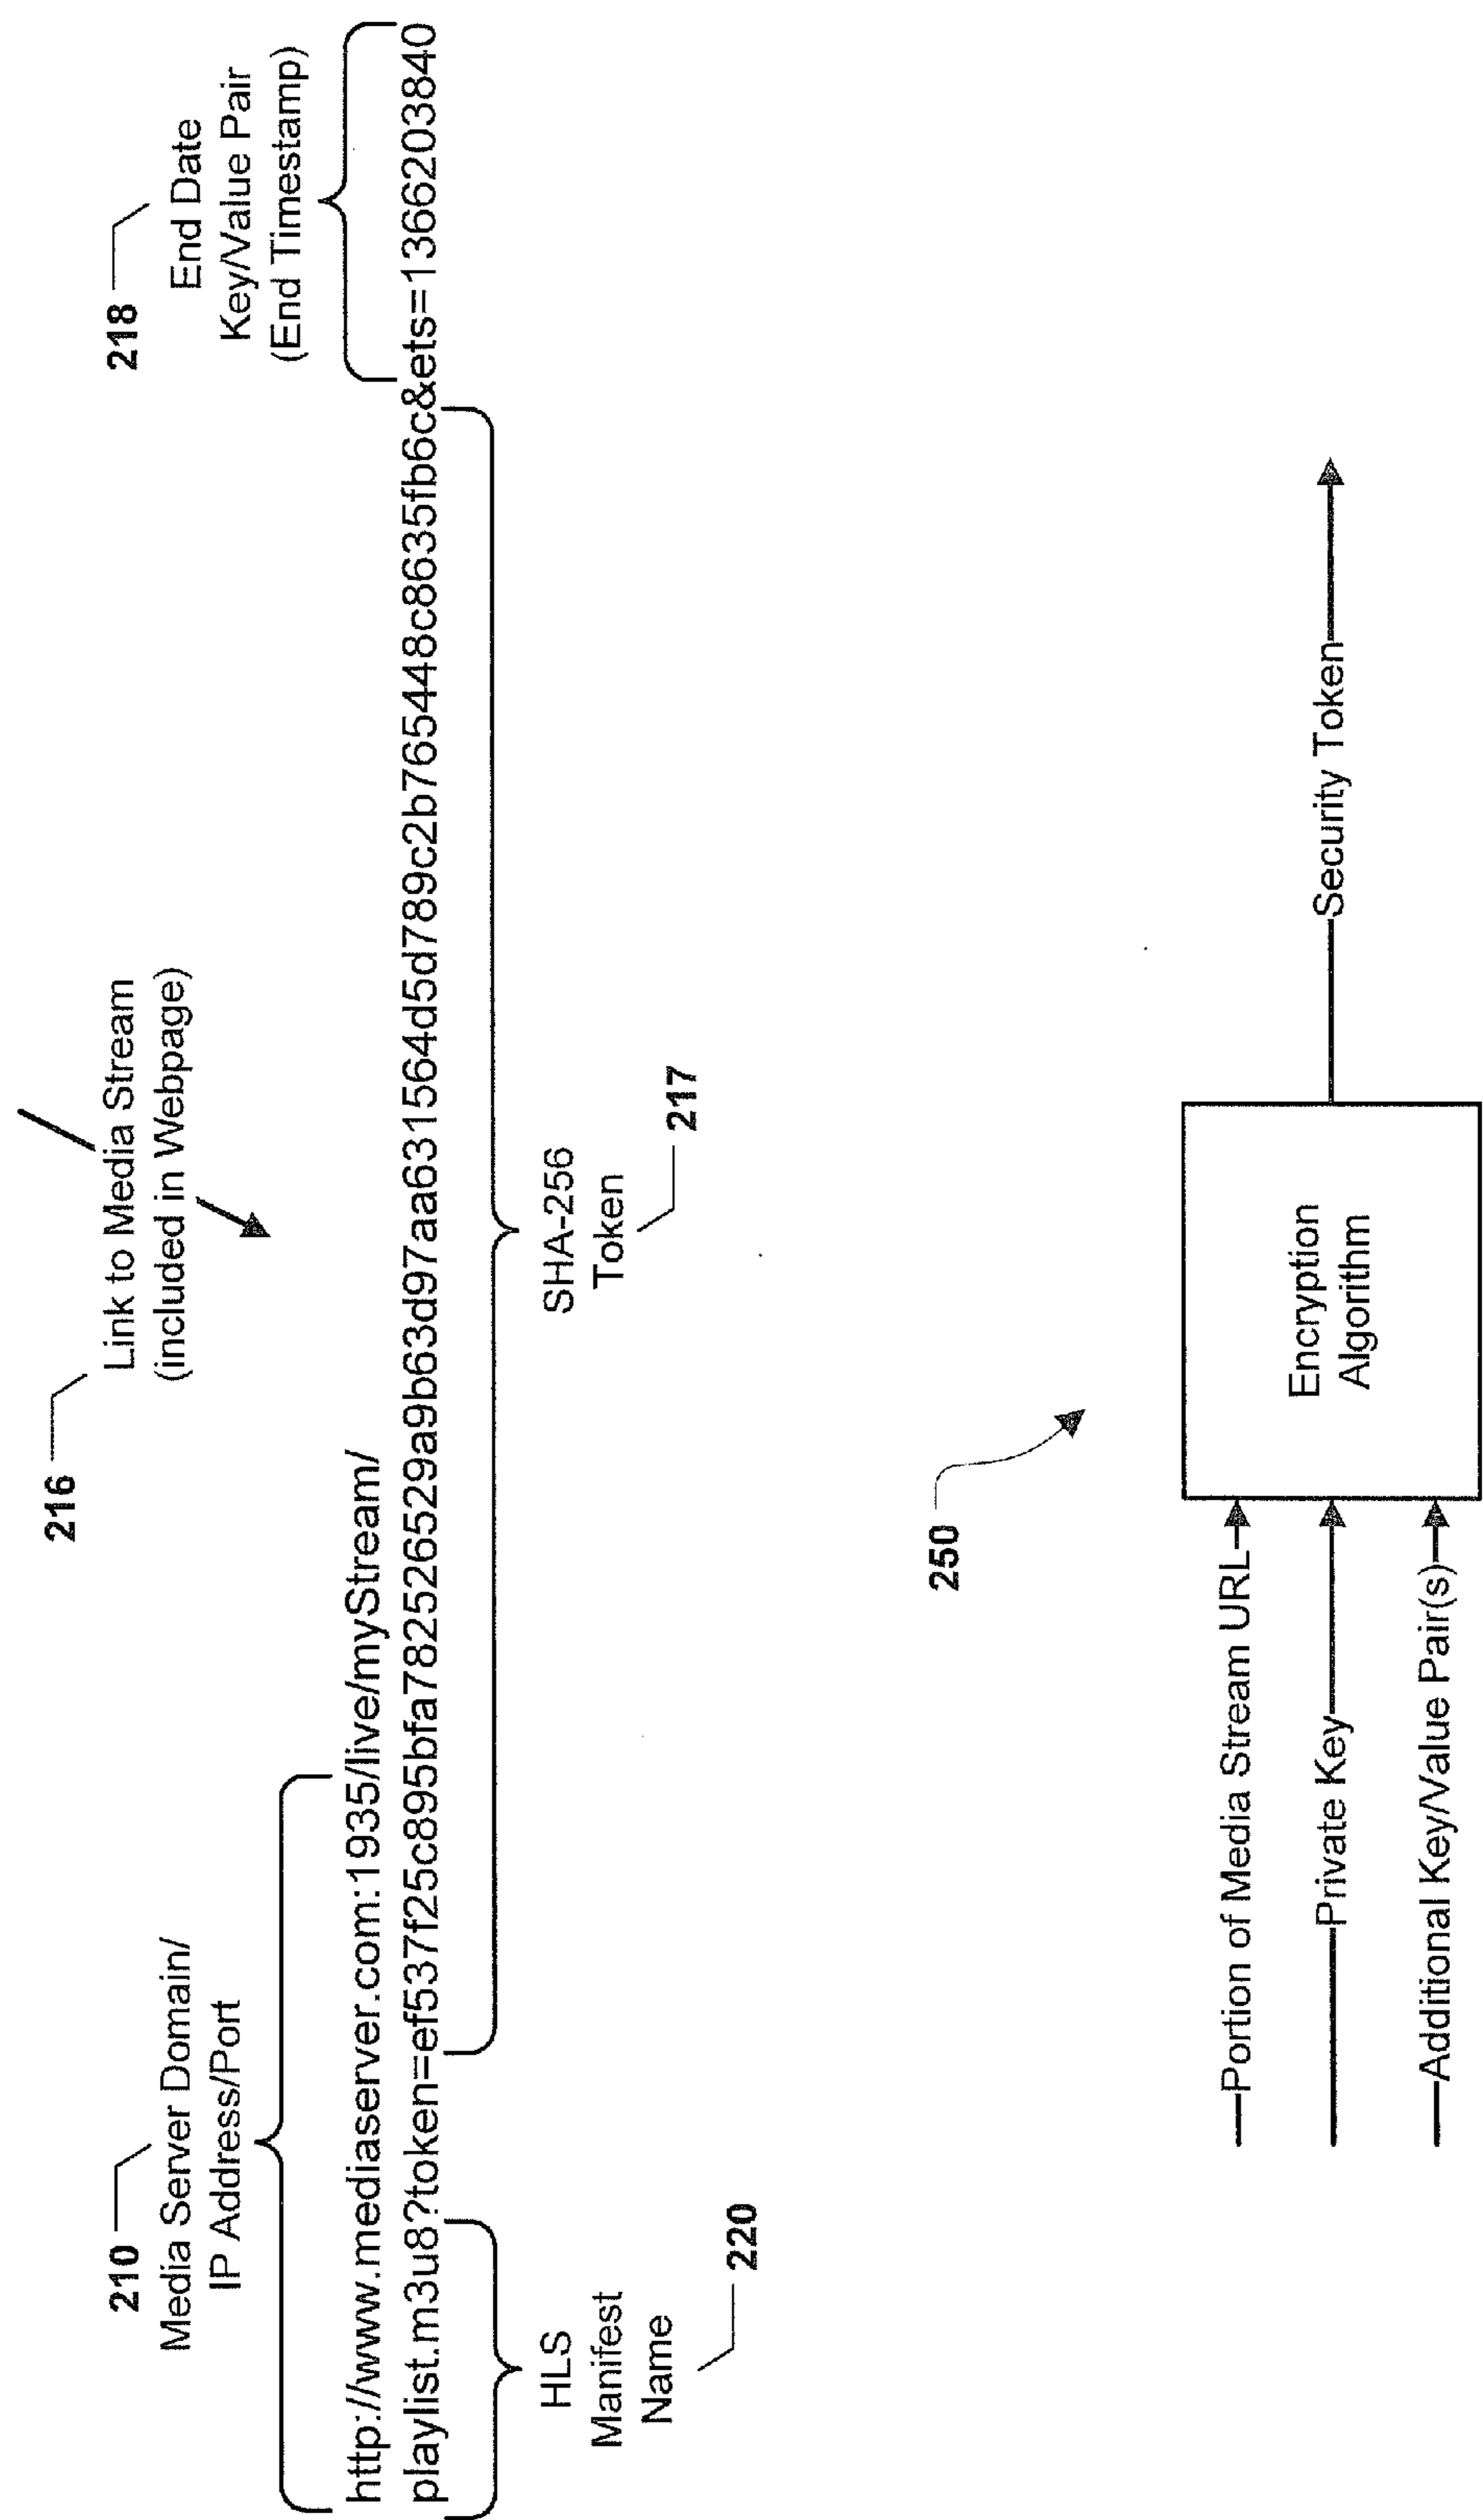 216
Link to Media Stream
(included in Webpage)
210
Media Server Domain/
IP Address/Port
218
End Date
Key/Value Pair
(End Timestamp)
http://www.mediaserver.com:1935/live/myStream/
playlist.m3u8?token=ef537f25c895bfa782526529a9b63d97aa631564d5d789c2b765448c8635fb6c&ets=1366203840
HLS
Manifest
Name
220
SHA-256
Token
217
250
Portion of Media Stream URL
Private Key
Additional Key/Value Pair(s)
Encryption
Algorithm
Security Token